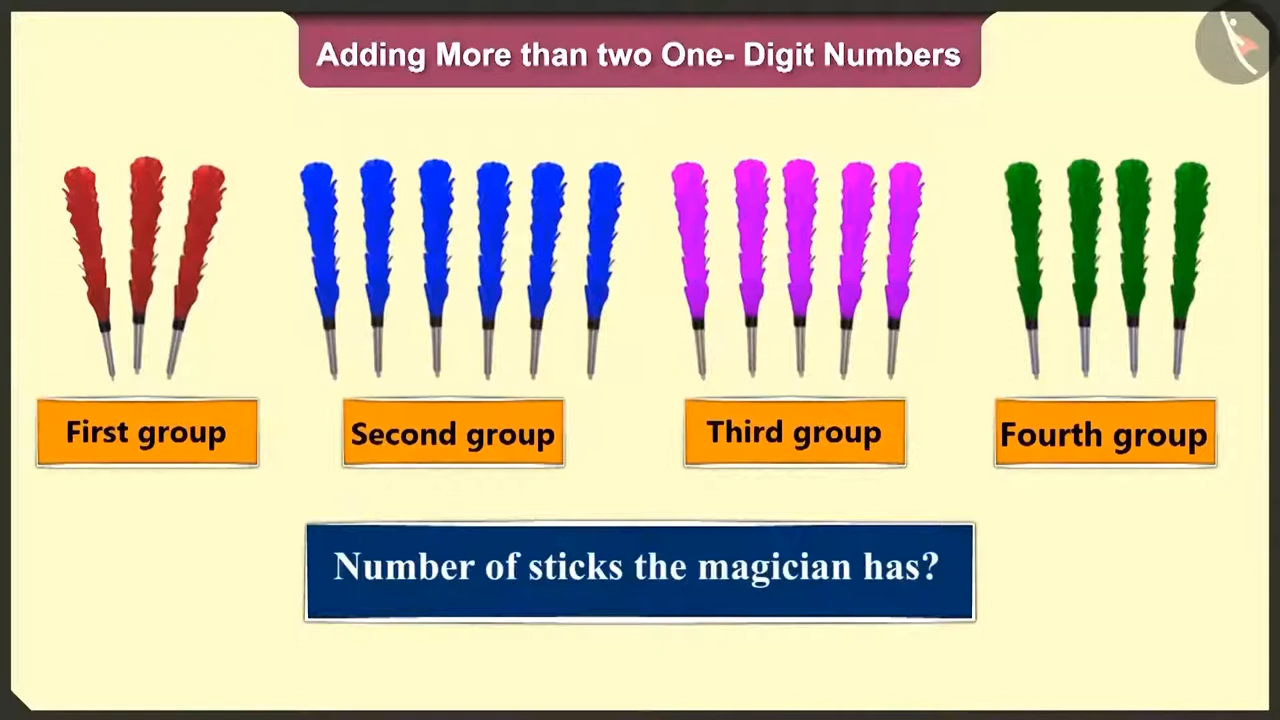 Adding More than two One- Digit Numbers
First group
Second group
Third group
Fourth group
Number of sticks the magician has?